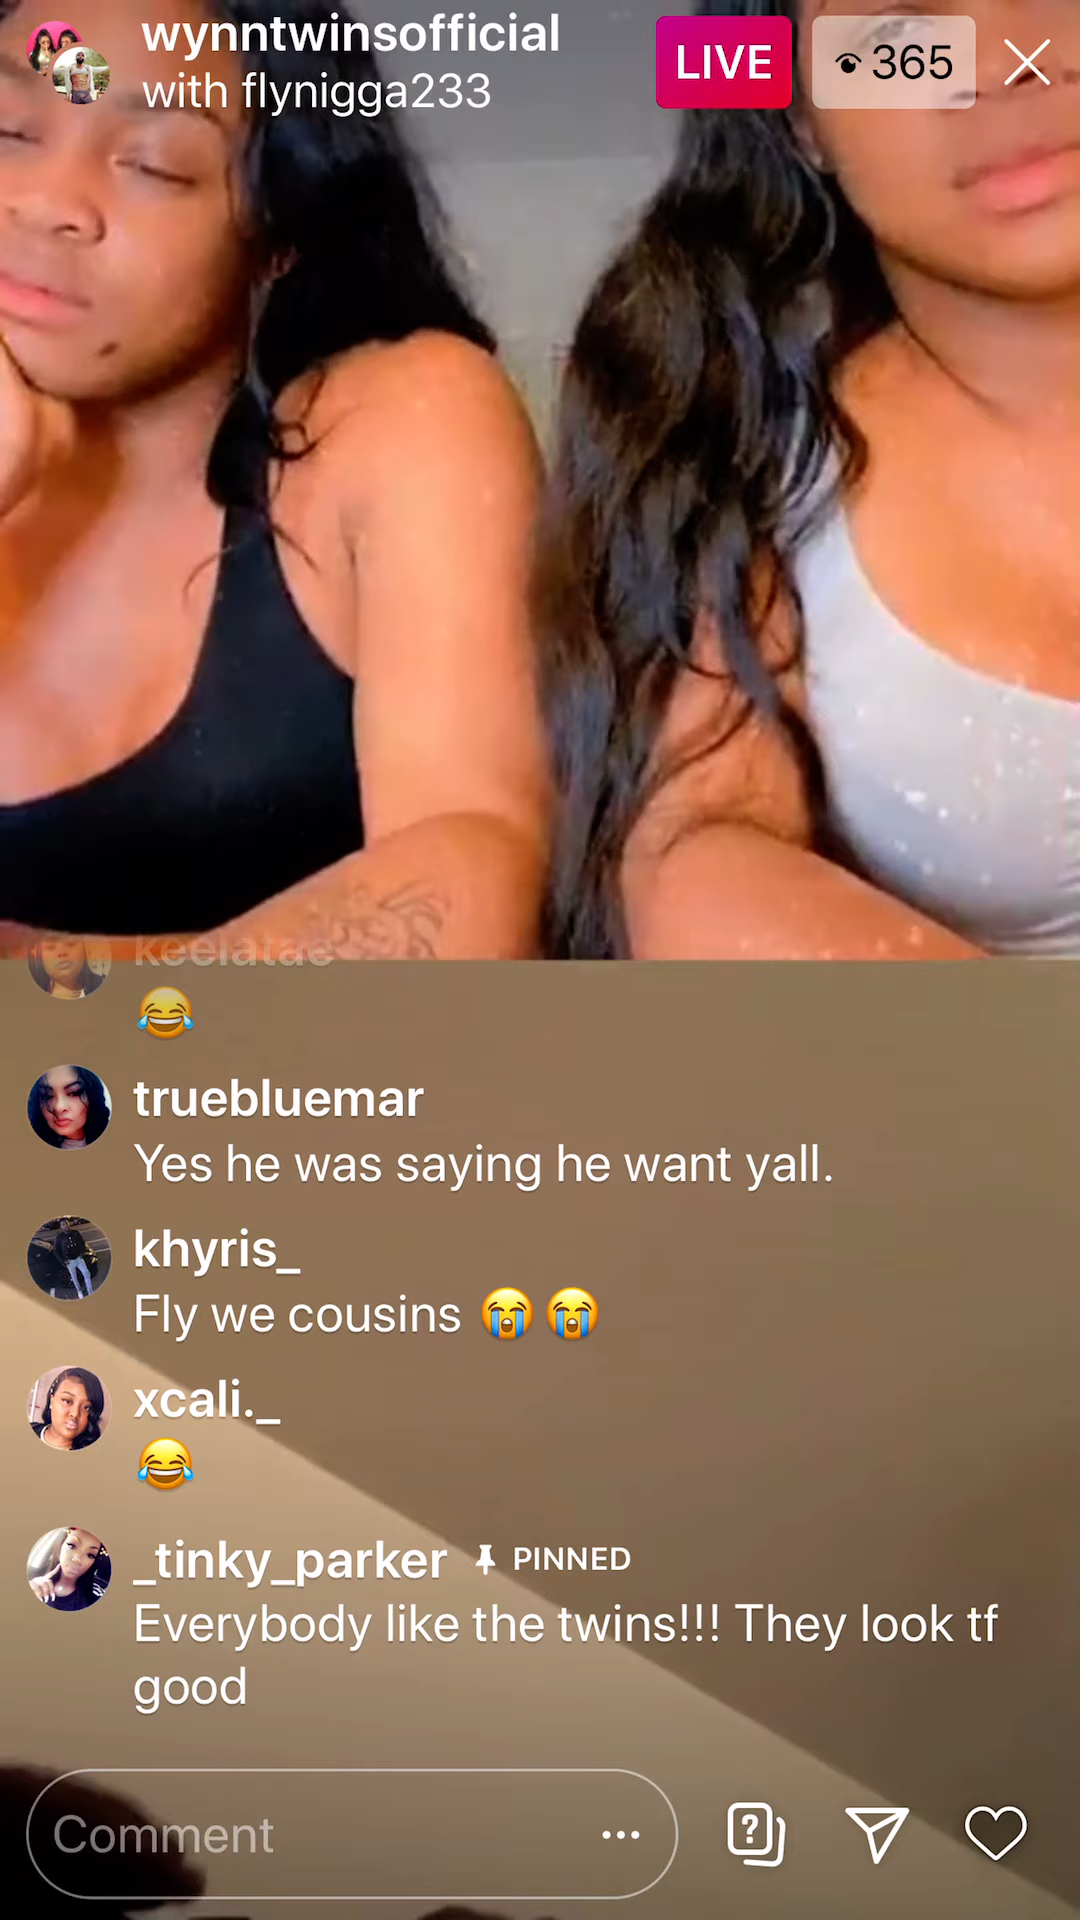 wynntwinsofficial
with flynigga233
LIVE
365
keelatae
😂
truebluemar
Yes he was saying he want yall.
khyris_
Fly we cousins 😭😭
xcali._
😂
_tinky_parker PINNED
Everybody like the twins!!! They look tf
good
Comment